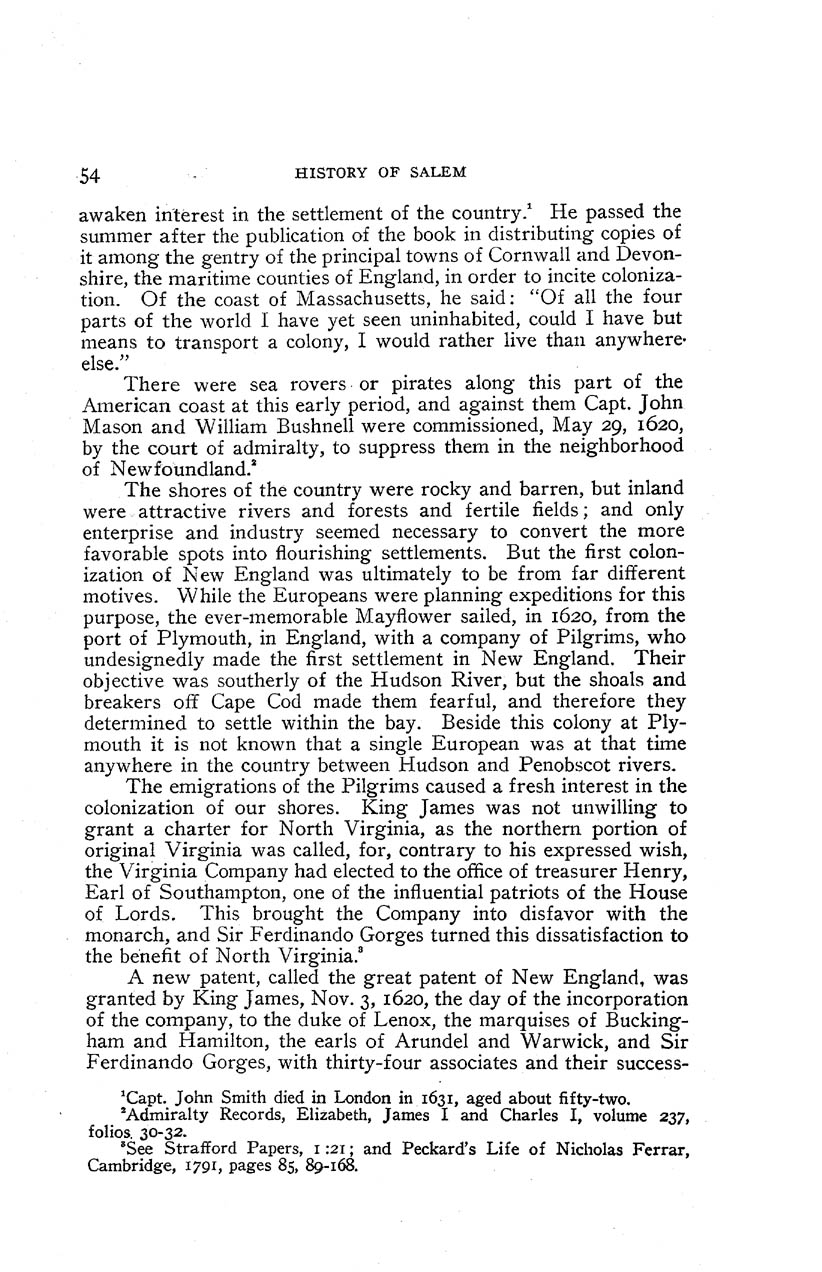 54 HISTORY OF SALEM
awaken interest in the settlement of the country.¹ He passed the
summer after the publication of the book in distributing copies of
it among the gentry of the principal towns of Cornwall and Devon-
shire, the maritime counties of England, in order to incite coloniza-
tion. Of the coast of Massachusetts, he said: “Of all the four
parts of the world I have yet seen uninhabited, could I have but
means to transport a colony, I would rather live than anywhere
else.”
There were sea rovers or pirates along this part of the
American coast at this early period, and against them Capt. John
Mason and William Bushnell were commissioned, May 29, 1620,
by the court of admiralty, to suppress them in the neighborhood
of Newfoundland.²
The shores of the country were rocky and barren, but inland
were attractive rivers and forests and fertile fields; and only
enterprise and industry seemed necessary to convert the more
favorable spots into flourishing settlements. But the first colon-
ization of New England was ultimately to be from far different
motives. While the Europeans were planning expeditions for this
purpose, the ever-memorable Mayflower sailed, in 1620, from the
port of Plymouth, in England, with a company of Pilgrims, who
undesignedly made the first settlement in New England. Their
objective was southerly of the Hudson River, but the shoals and
breakers off Cape Cod made them fearful, and therefore they
determined to settle within the bay. Beside this colony at Ply-
mouth it is not known that a single European was at that time
anywhere in the country between Hudson and Penobscot rivers.
The emigrations of the Pilgrims caused a fresh interest in the
colonization of our shores. King James was not unwilling to
grant a charter for North Virginia, as the northern portion of
original Virginia was called, for, contrary to his expressed wish,
the Virginia Company had elected to the office of treasurer Henry,
Earl of Southampton, one of the influential patriots of the House
of Lords. This brought the Company into disfavor with the
monarch, and Sir Ferdinando Gorges turned this dissatisfaction to
the benefit of North Virginia.³
A new patent, called the great patent of New England, was
granted by King James, Nov. 3, 1620, the day of the incorporation
of the company, to the duke of Lenox, the marquises of Bucking-
ham and Hamilton, the earls of Arundel and Warwick, and Sir
Ferdinando Gorges, with thirty-four associates and their success-
¹Capt. John Smith died in London in 1631, aged about fifty-two.
²Admiralty Records, Elizabeth, James I and Charles I, volume 237,
folios 30-32.
³See Strafford Papers, 1:21; and Peckard’s Life of Nicholas Ferrar,
Cambridge, 1791, pages 85, 89-168.